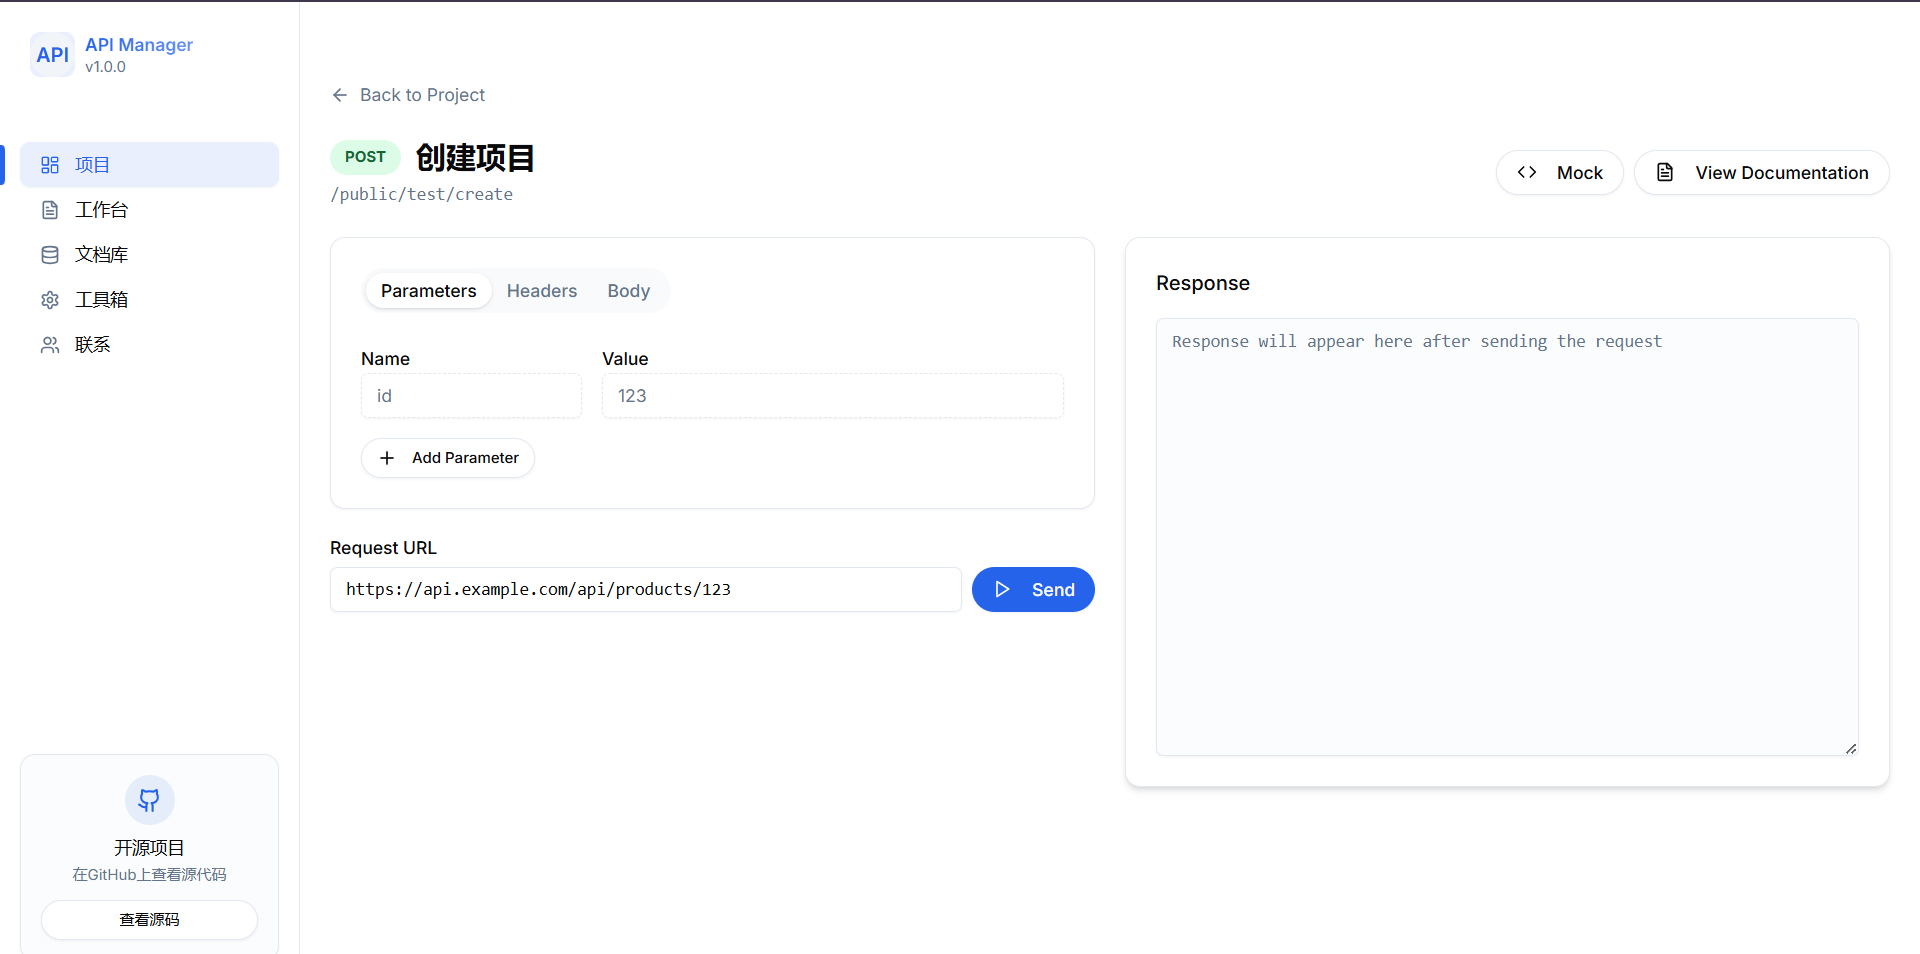 API
API Manager
v1.0.0
项目
工作台
文档库
工具箱
联系
开源项目
在GitHub上查看源代码
查看源码
Back to Project
POST
创建项目
/public/test/create
Mock
View Documentation
Parameters
Headers
Body
Name
Value
id
123
Add Parameter
Request URL
https://api.example.com/api/products/123
Send
Response
Response will appear here after sending the request